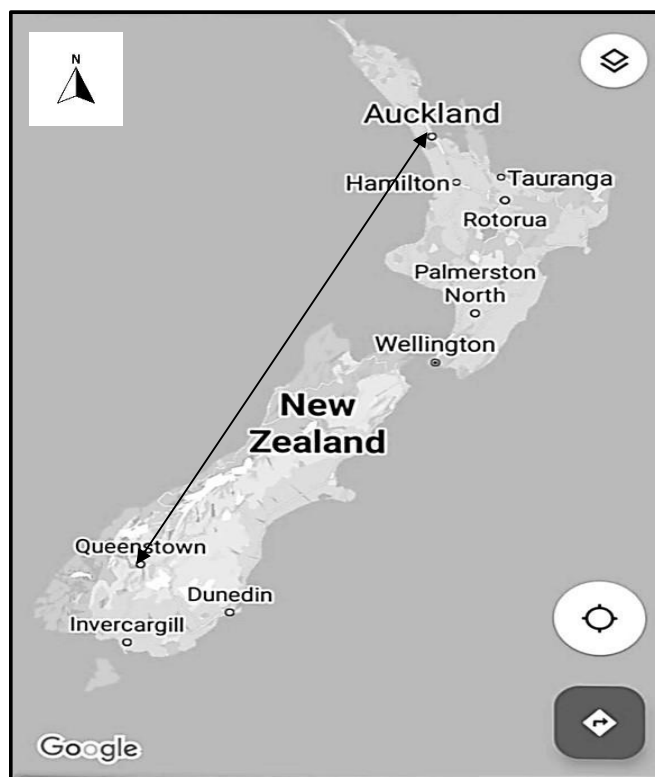 N
Auckland
Hamilton
Tauranga
Rotorua
Palmerston
North
Wellington
New
Zealand
Queenstown
Dunedin
Invercargill
Google